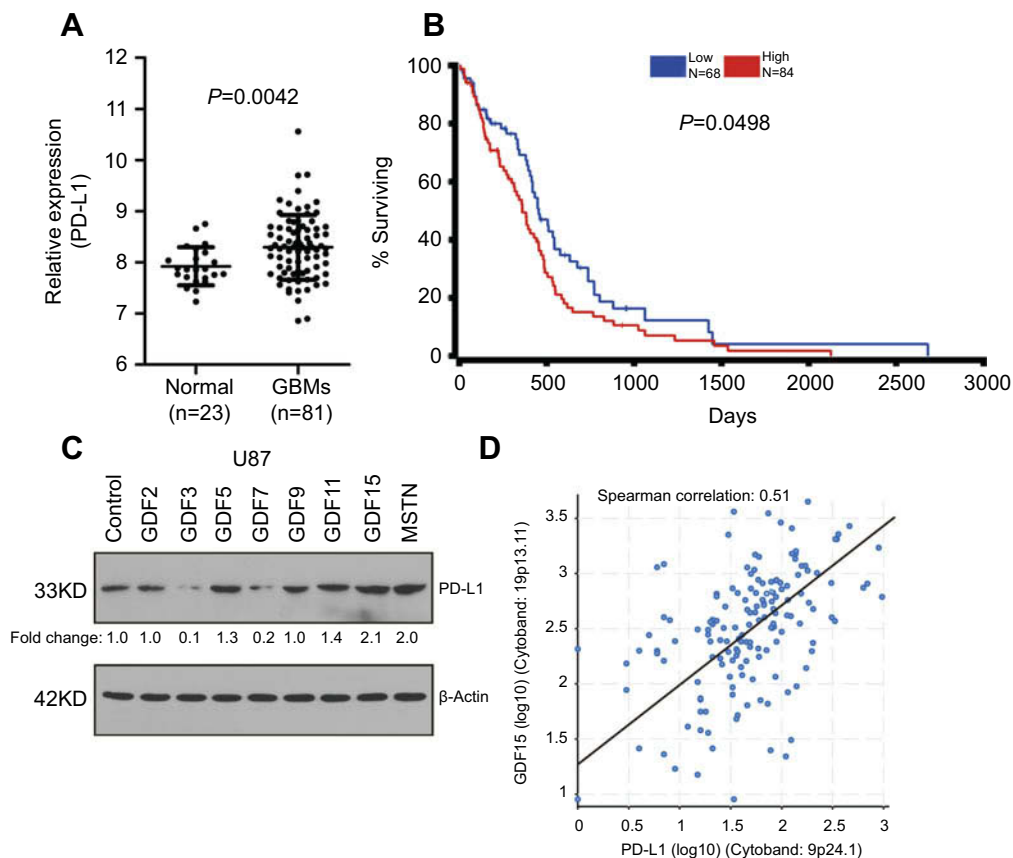 A
Relative expression
(PD-L1)
12
11
10
9
8
7
6
P=0.0042
Normal
(n=23)
GBMs
(n=81)
B
Low
N=68
High
N=84
P=0.0498
% Surviving
100
80
60
40
20
0
0 500 1000 1500 2000 2500 3000
Days
C
U87
Control GDF2 GDF3 GDF5 GDF7 GDF9 GDF11 GDF15 MSTN
33KD
PD-L1
Fold change: 1.0 1.0 0.1 1.3 0.2 1.0 1.4 2.1 2.0
42KD
β-Actin
D
Spearman correlation: 0.51
GDF15 (log10) (Cytoband: 19p13.11)
3.5
3
2.5
2
1.5
1
0 0.5 1 1.5 2 2.5 3
PD-L1 (log10) (Cytoband: 9p24.1)